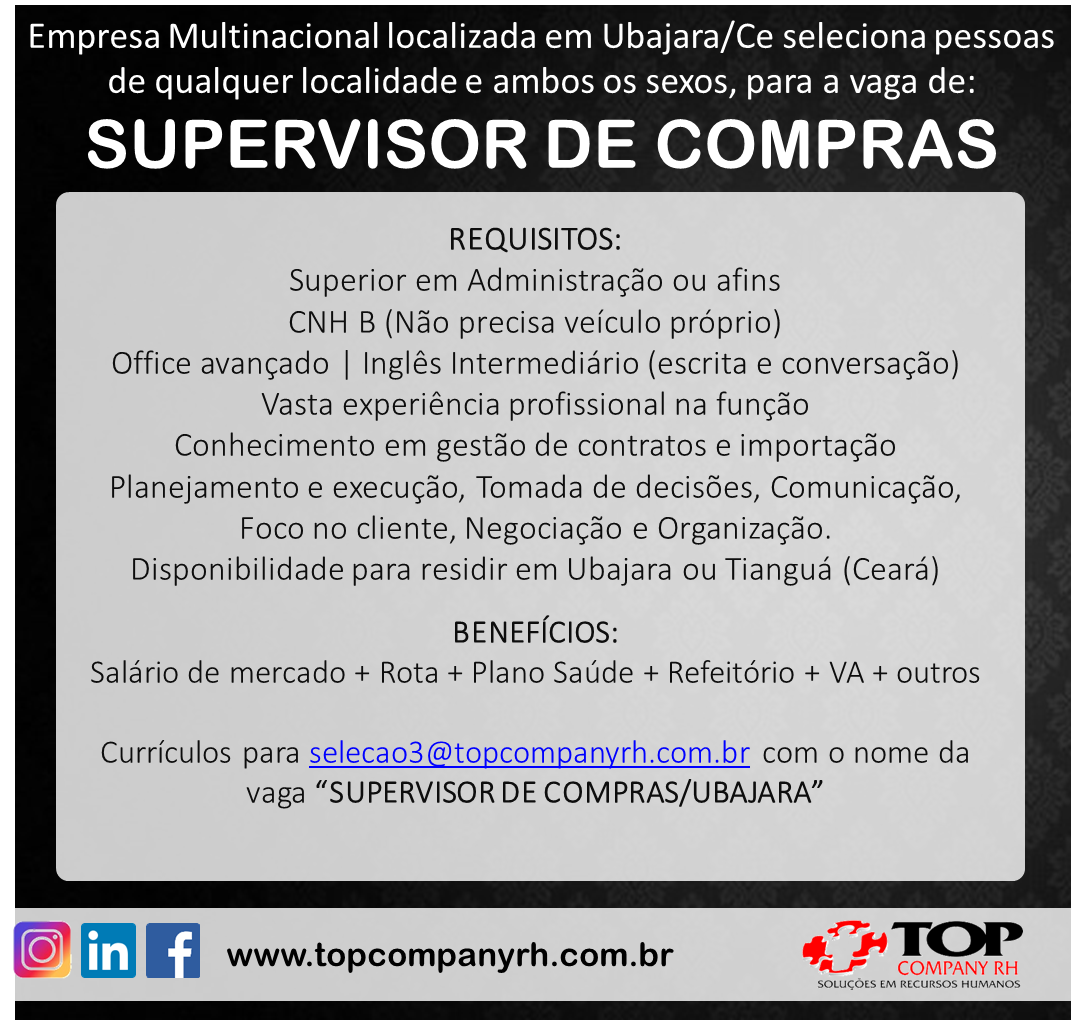 Empresa Multinacional localizada em Ubajara/Ce seleciona pessoas
de qualquer localidade e ambos os sexos, para a vaga de:
SUPERVISOR DE COMPRAS
REQUISITOS:
Superior em Administração ou afins
CNH B (Não precisa veículo próprio)
Office avançado | Inglês Intermediário (escrita e conversação)
Vasta experiência profissional na função
Conhecimento em gestão de contratos e importação
Planejamento e execução, Tomada de decisões, Comunicação,
Foco no cliente, Negociação e Organização.
Disponibilidade para residir em Ubajara ou Tianguá (Ceará)
BENEFÍCIOS:
Salário de mercado + Rota + Plano Saúde + Refeitório + VA + outros
Currículos para selecao3@topcompanyrh.com.br com o nome da
vaga “SUPERVISOR DE COMPRAS/UBAJARA”
www.topcompanyrh.com.br
TOP
COMPANY RH
SOLUÇÕES EM RECURSOS HUMANOS